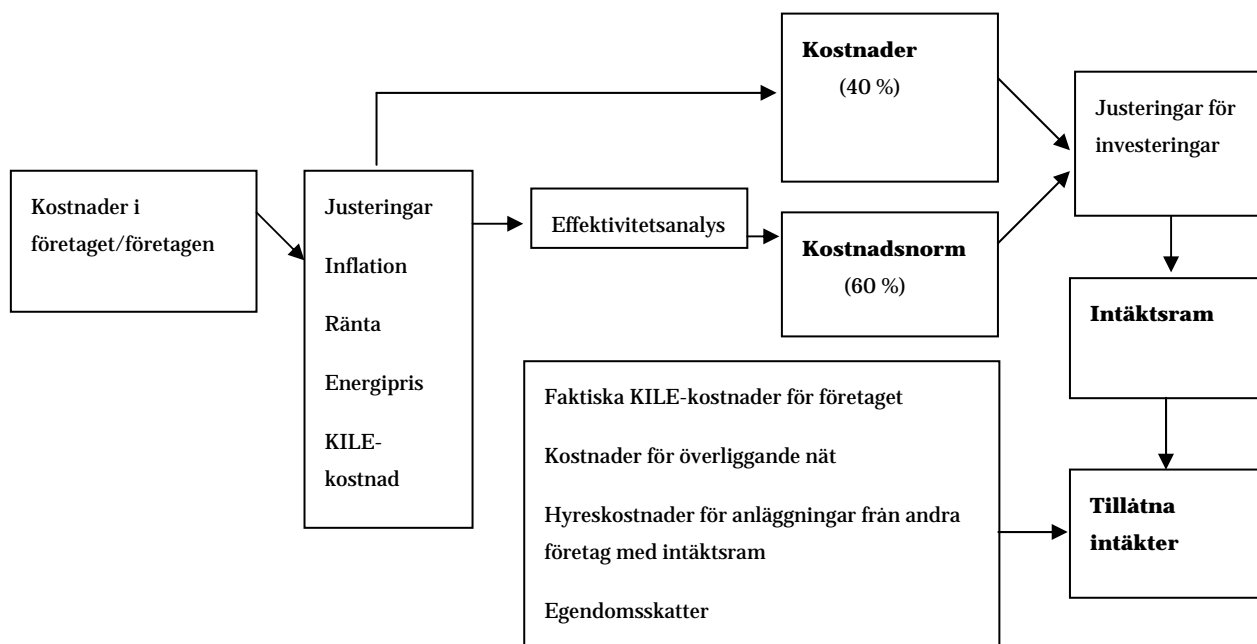 Kostnader i
företaget/företagen
Justeringar
Inflation
Ränta
Energipris
KILE-
kostnad
Effektivitetsanalys
Kostnader
(40 %)
Kostnadsnorm
(60 %)
Justeringar för
investeringar
Intäktsram
Faktiska KILE-kostnader för företaget
Kostnader för överliggande nät
Hyreskostnader för anläggningar från andra
företag med intäktsram
Egendomsskatter
Tillåtna
intäkter